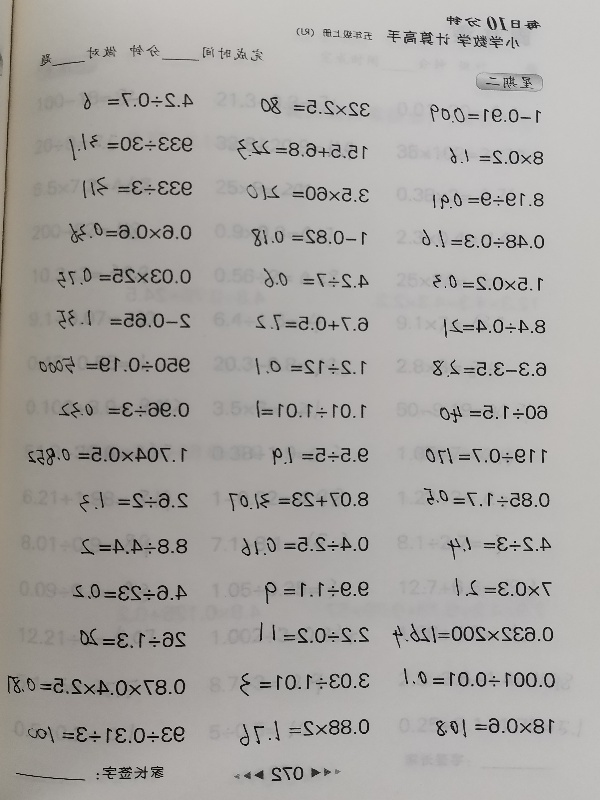 每日10分钟
小学数学 计算高手 五年级上册（RJ）
完成时间____分钟 做对____题
星期二
1−0.91=0.09 32×2.5=80 4.2÷0.7=6
8×0.2=1.6 15.5+6.8=22.3 933÷30=31.1
8.19÷9=0.91 3.5×60=210 933÷3=311
0.48÷0.3=1.6 1−0.82=0.18 0.6×0.6=0.36
1.5×0.2=0.3 4.2÷7=0.6 0.03×25=0.75
8.4÷0.4=21 6.7+0.5=7.2 2−0.65=1.35
6.3−3.5=2.8 1.2÷12=0.1 950÷0.19=5000
60÷1.5=40 1.01÷1.01=1 0.96÷3=0.32
119÷0.7=170 9.5÷5=1.9 1.704×0.5=0.852
0.85÷1.7=0.5 8.07+23=31.07 2.6÷2=1.3
4.2÷3=1.4 0.4÷2.5=0.16 8.8÷4.4=2
7×0.3=2.1 9.9÷1.1=9 4.6÷23=0.2
0.632×200=126.4 2.2÷0.2=11 26÷1.3=20
0.001÷0.01=0.1 3.03÷1.01=3 0.87×0.4×2.5=0.87
18×0.6=10.8 0.88×2=1.76 93÷0.31÷3=100
072 家长签字：______